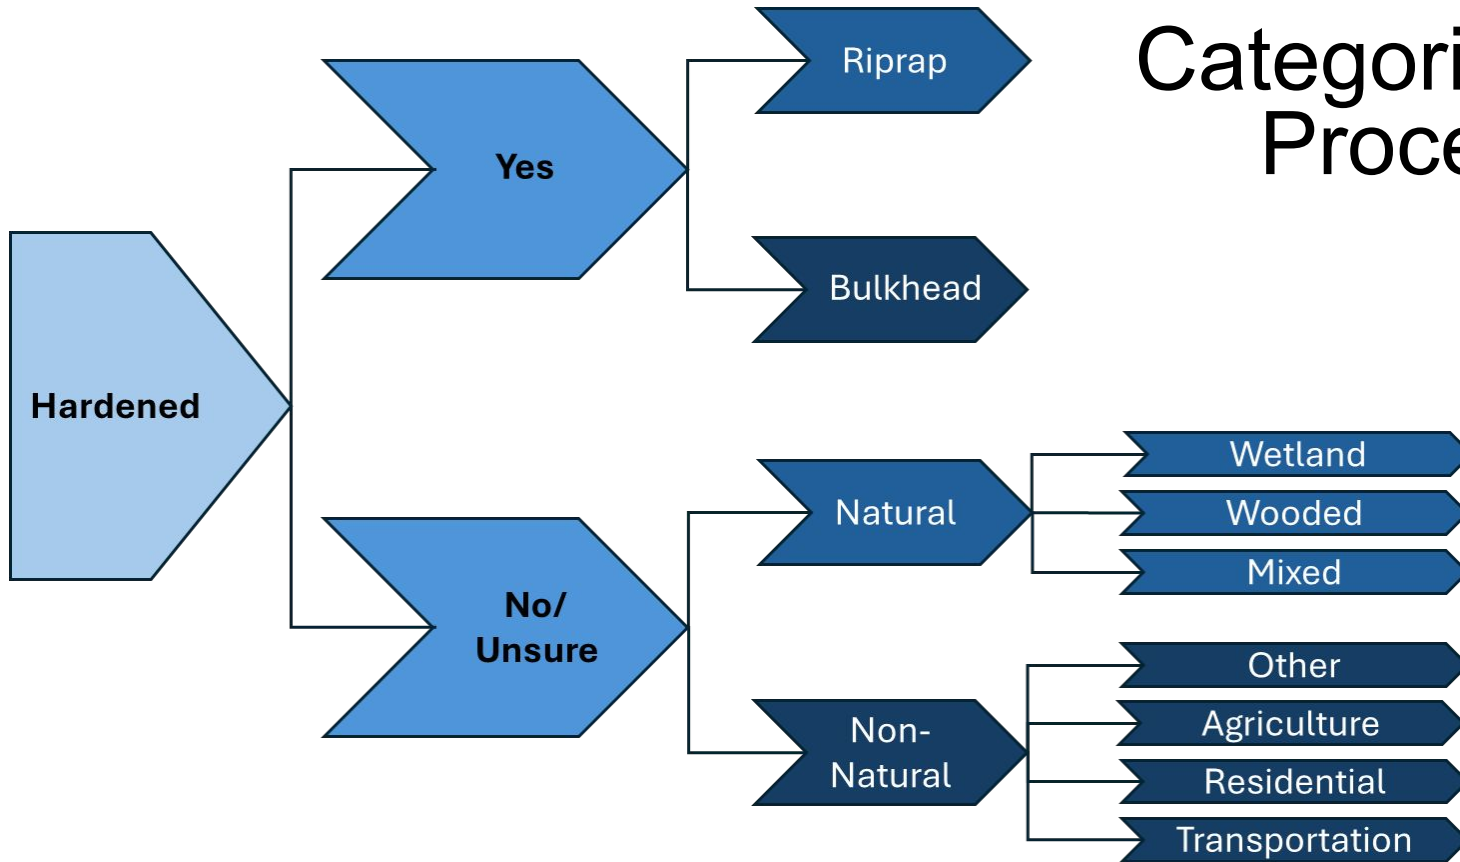 Categori
Proce
Hardened
Yes
Riprap
Bulkhead
No/
Unsure
Natural
Wetland
Wooded
Mixed
Non-
Natural
Other
Agriculture
Residential
Transportation